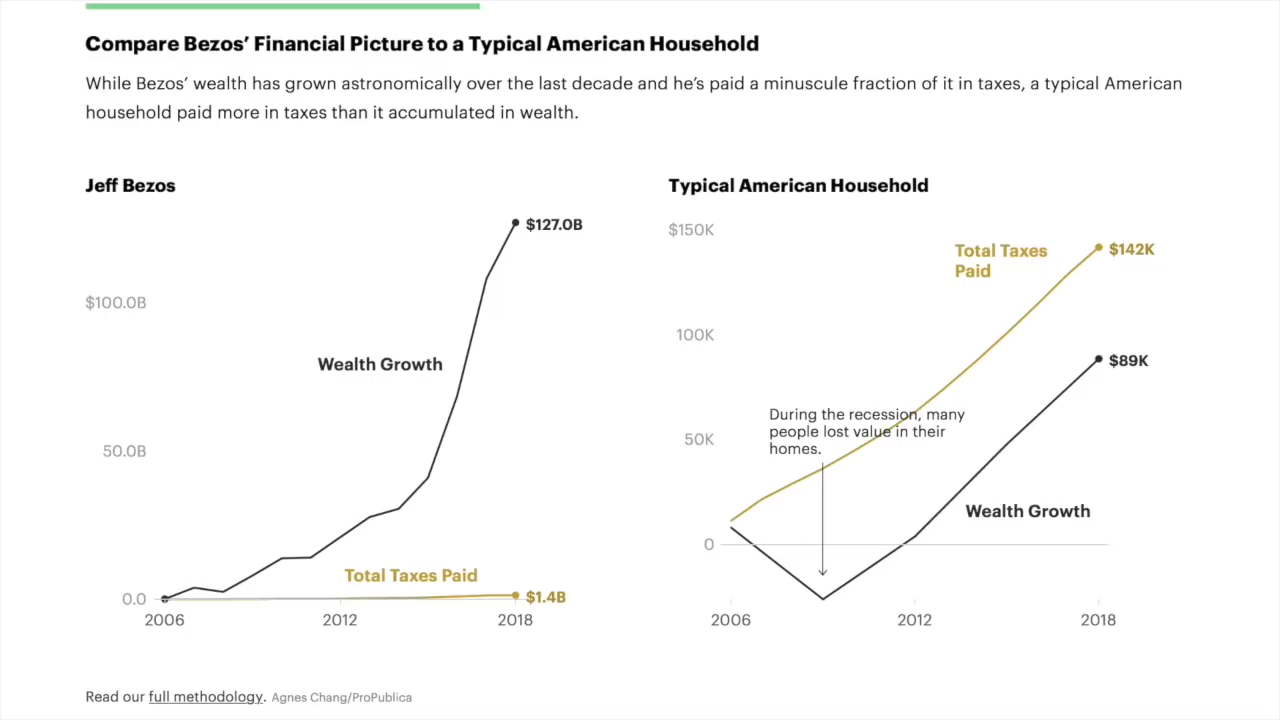 Compare Bezos’ Financial Picture to a Typical American Household
While Bezos’ wealth has grown astronomically over the last decade and he’s paid a minuscule fraction of it in taxes, a typical American
household paid more in taxes than it accumulated in wealth.
Jeff Bezos
$127.0B
$100.0B
Wealth Growth
50.0B
Total Taxes Paid
0.0
$1.4B
2006
2012
2018
Typical American Household
$150K
Total Taxes
Paid
$142K
100K
$89K
During the recession, many
people lost value in their
homes.
50K
Wealth Growth
0
2006
2012
2018
Read our full methodology. Agnes Chang/ProPublica